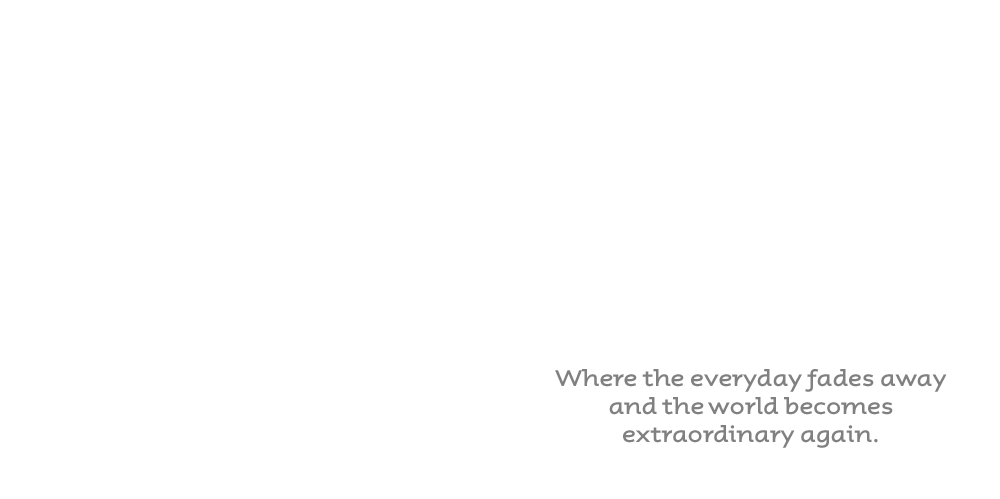 Where the everyday fades away
and the world becomes
extraordinary again.